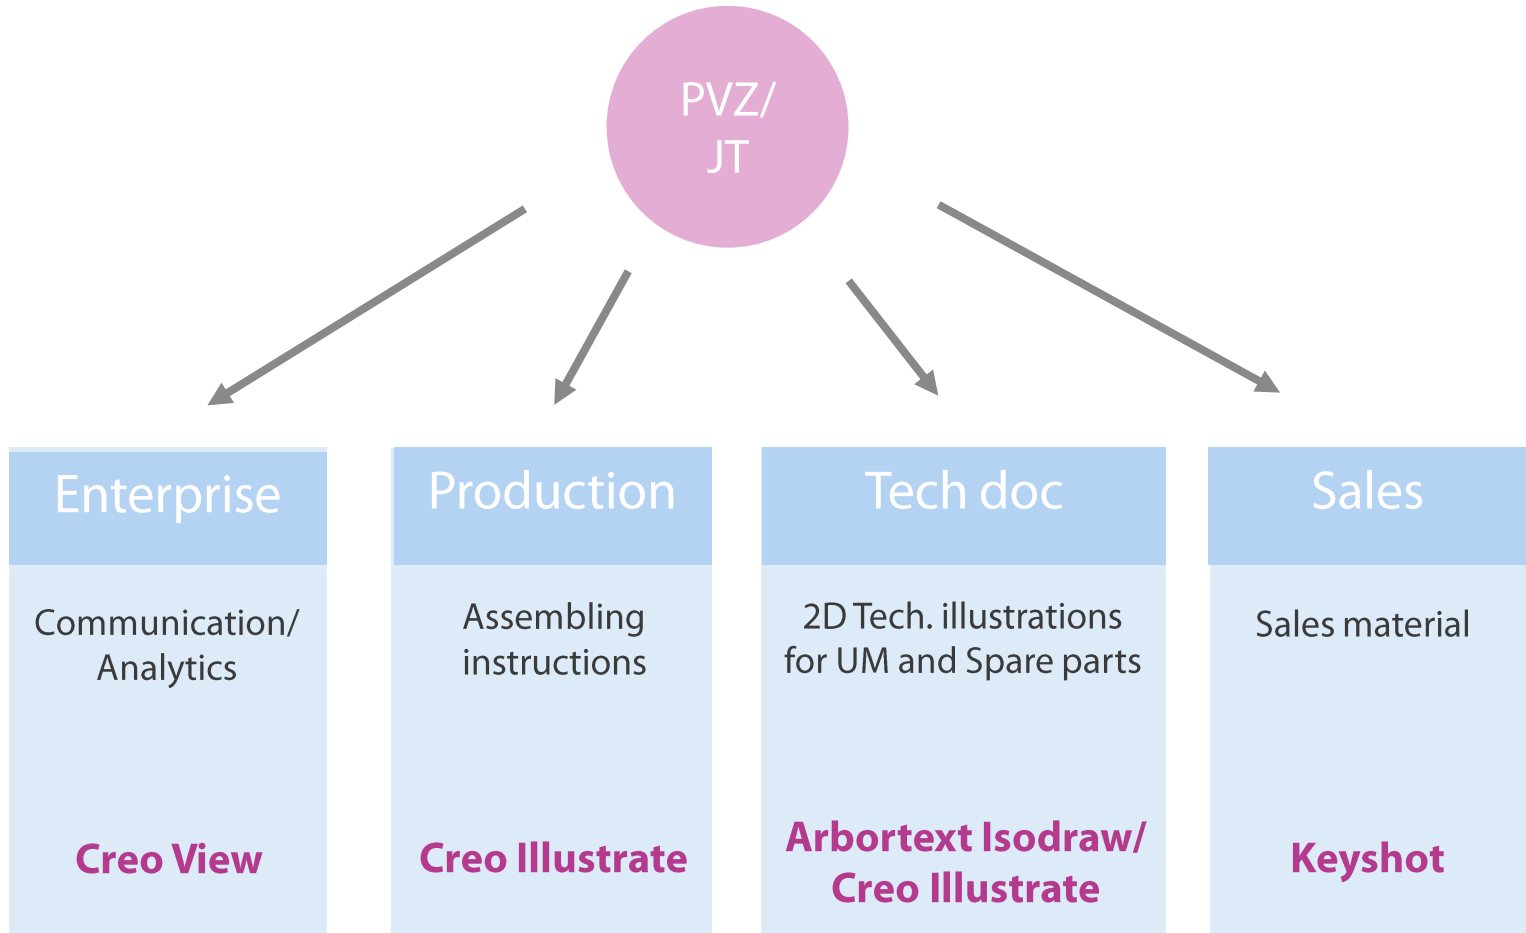 PVZ/
JT
Enterprise
Communication/
Analytics
Creo View
Production
Assembling
instructions
Creo Illustrate
Tech doc
2D Tech. illustrations
for UM and Spare parts
Arbortext Isodraw/
Creo Illustrate
Sales
Sales material
Keyshot